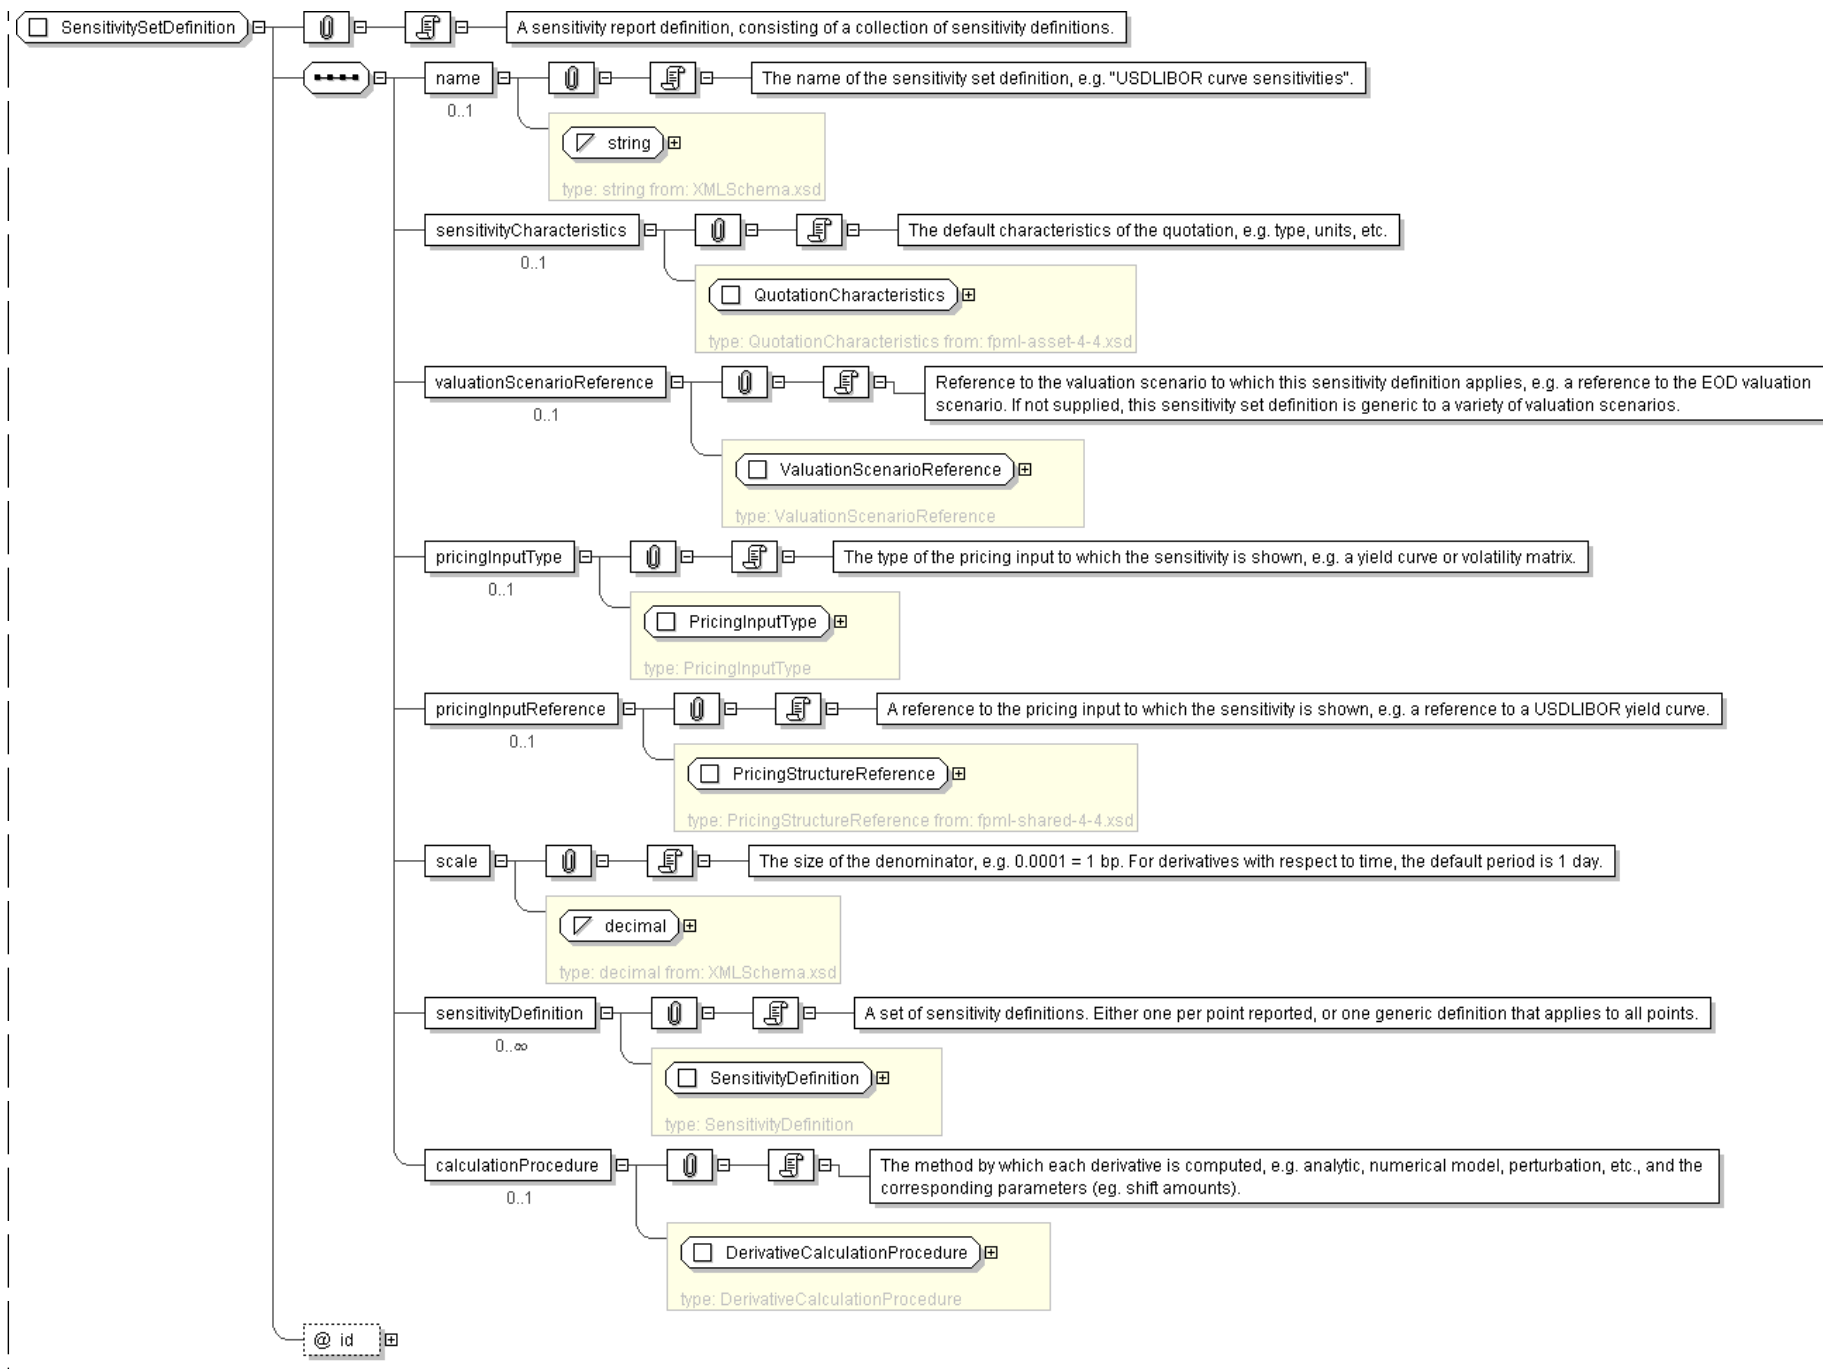 SensitivitySetDefinition
A sensitivity report definition, consisting of a collection of sensitivity definitions.
name
The name of the sensitivity set definition, e.g. "USDLIBOR curve sensitivities".
0..1
string
type: string from: XMLSchema.xsd
sensitivityCharacteristics
The default characteristics of the quotation, e.g. type, units, etc.
0..1
QuotationCharacteristics
type: QuotationCharacteristics from: fpml-asset-4-4.xsd
valuationScenarioReference
Reference to the valuation scenario to which this sensitivity definition applies, e.g. a reference to the EOD valuation
scenario. If not supplied, this sensitivity set definition is generic to a variety of valuation scenarios.
0..1
ValuationScenarioReference
type: ValuationScenarioReference
pricingInputType
The type of the pricing input to which the sensitivity is shown, e.g. a yield curve or volatility matrix.
0..1
PricingInputType
type: PricingInputType
pricingInputReference
A reference to the pricing input to which the sensitivity is shown, e.g. a reference to a USDLIBOR yield curve.
0..1
PricingStructureReference
type: PricingStructureReference from: fpml-shared-4-4.xsd
scale
The size of the denominator, e.g. 0.0001 = 1 bp. For derivatives with respect to time, the default period is 1 day.
decimal
type: decimal from: XMLSchema.xsd
sensitivityDefinition
A set of sensitivity definitions. Either one per point reported, or one generic definition that applies to all points.
0..∞
SensitivityDefinition
type: SensitivityDefinition
calculationProcedure
The method by which each derivative is computed, e.g. analytic, numerical model, perturbation, etc., and the
corresponding parameters (eg. shift amounts).
0..1
DerivativeCalculationProcedure
type: DerivativeCalculationProcedure
@ id